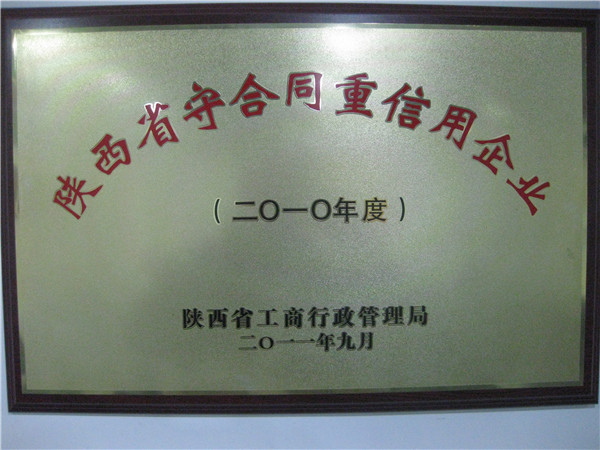 陕西省守合同重信用企业
（二〇一〇年度）
陕西省工商行政管理局
二〇一一年九月